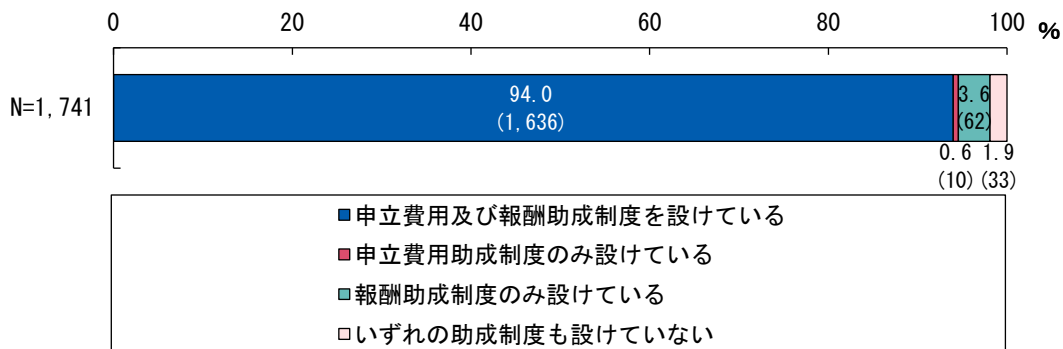 0 20 40 60 80 100 %
N=1,741
94.0
(1,636)
3.6
(62)
0.6 1.9
(10) (33)
申立費用及び報酬助成制度を設けている
申立費用助成制度のみ設けている
報酬助成制度のみ設けている
いずれの助成制度も設けていない